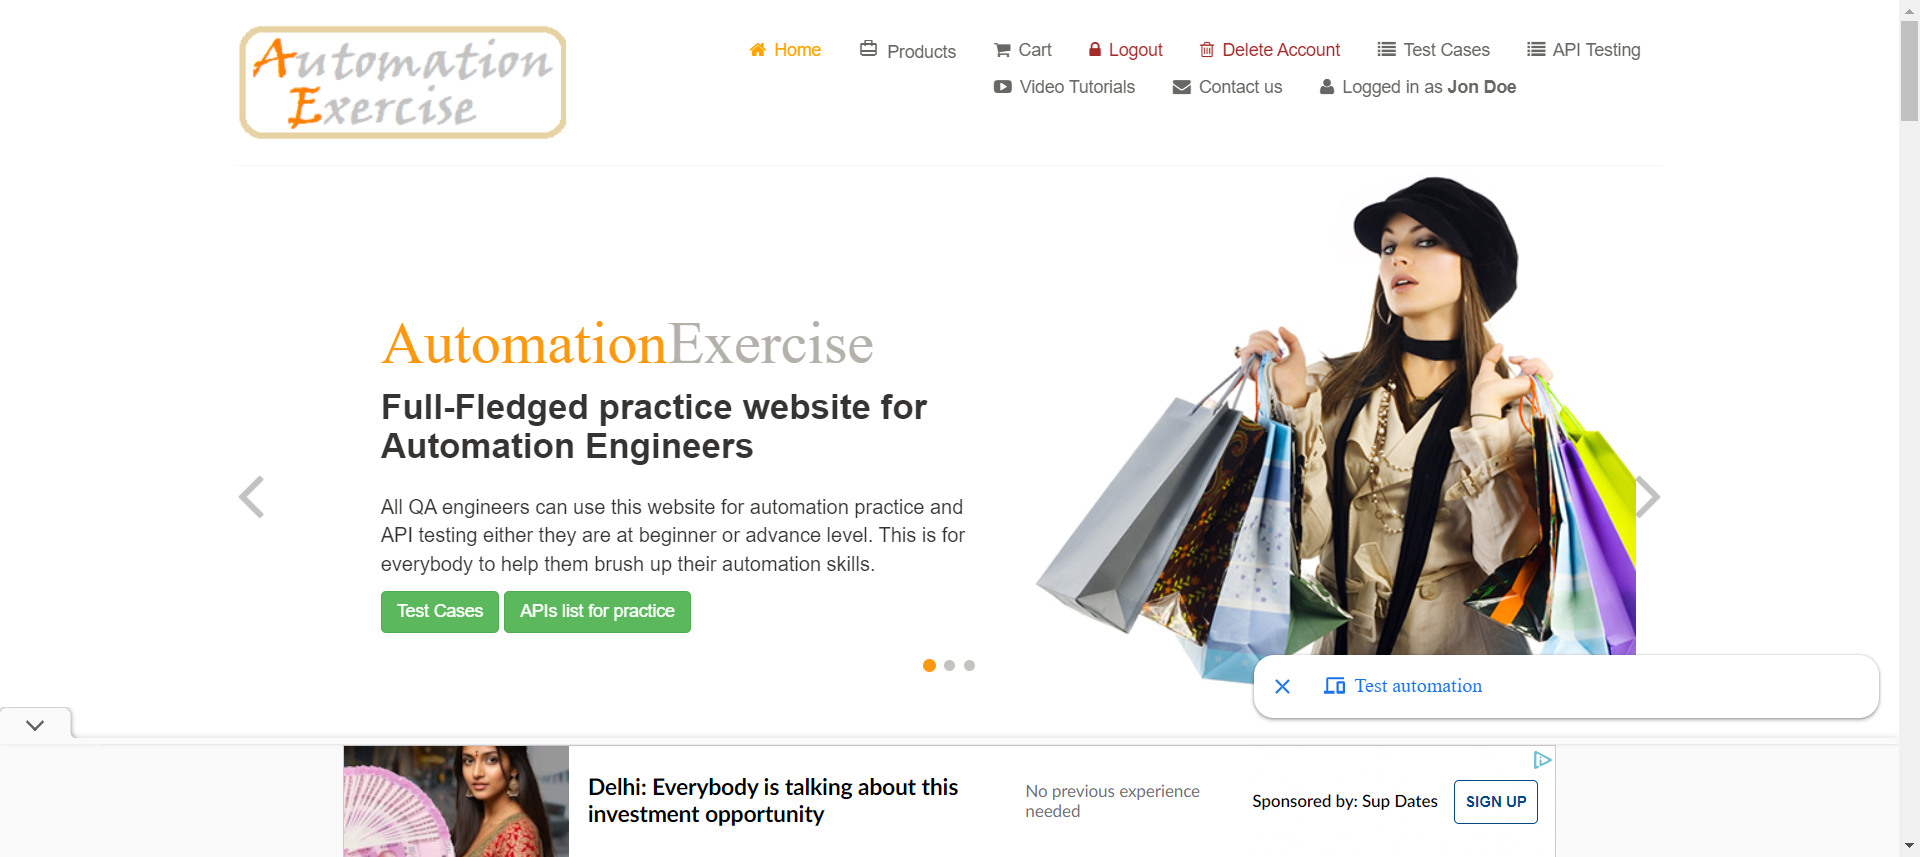 Automation
Exercise
Home
Products
Cart
Logout
Delete Account
Test Cases
API Testing
Video Tutorials
Contact us
Logged in as Jon Doe
AutomationExercise
Full-Fledged practice website for
Automation Engineers
All QA engineers can use this website for automation practice and
API testing either they are at beginner or advance level. This is for
everybody to help them brush up their automation skills.
Test Cases
APIs list for practice
Test automation
Delhi: Everybody is talking about this
investment opportunity
No previous experience
needed
Sponsored by: Sup Dates
SIGN UP